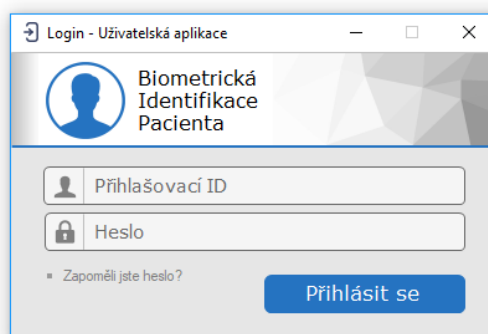 Login - Uživatelská aplikace
Biometrická
Identifikace
Pacienta
Přihlašovací ID
Heslo
Zapoměli jste heslo?
Přihlásit se